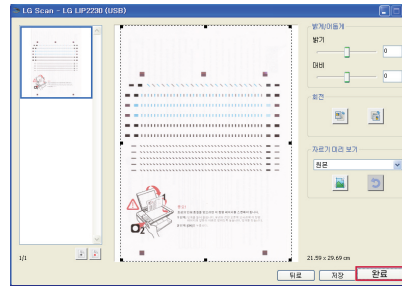 LG Scan - LG LIP2230 (USB)
밝게/어둡게
밝기
0
대비
0
회전
자르기 미리 보기
원본
1/1
21.59 x 29.69 cm
뒤로
저장
완료
1
2